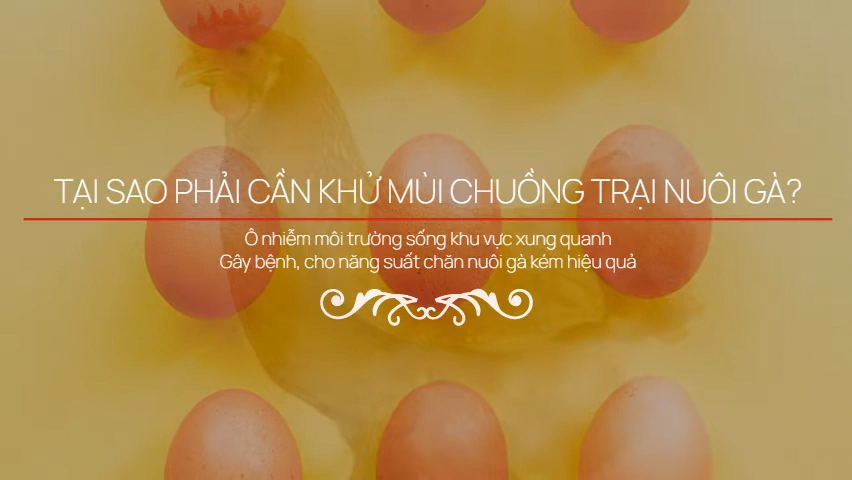 TẠI SAO PHẢI CẦN KHỬ MÙI CHUỒNG TRẠI NUÔI GÀ?
Ô nhiễm môi trường sống khu vực xung quanh
Gây bệnh, cho năng suất chăn nuôi gà kém hiệu quả